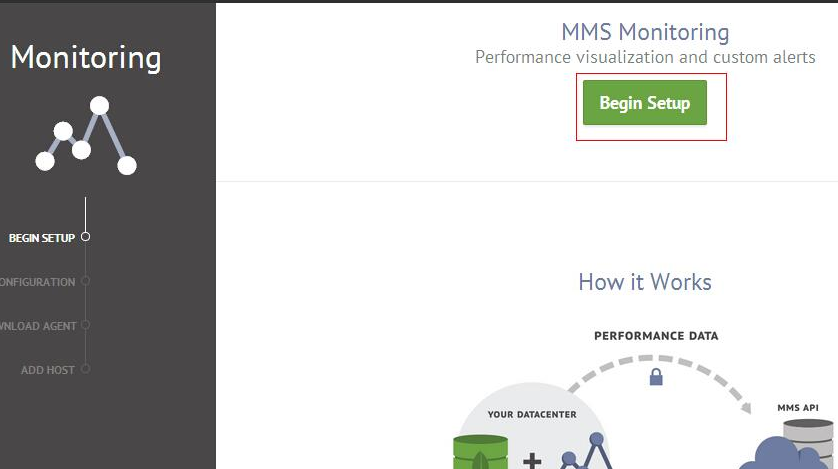 Monitoring
BEGIN SETUP
ONFIGURATION
WNLOAD AGENT
ADD HOST
MMS Monitoring
Performance visualization and custom alerts
Begin Setup
How it Works
PERFORMANCE DATA
YOUR DATACENTER
MMS API